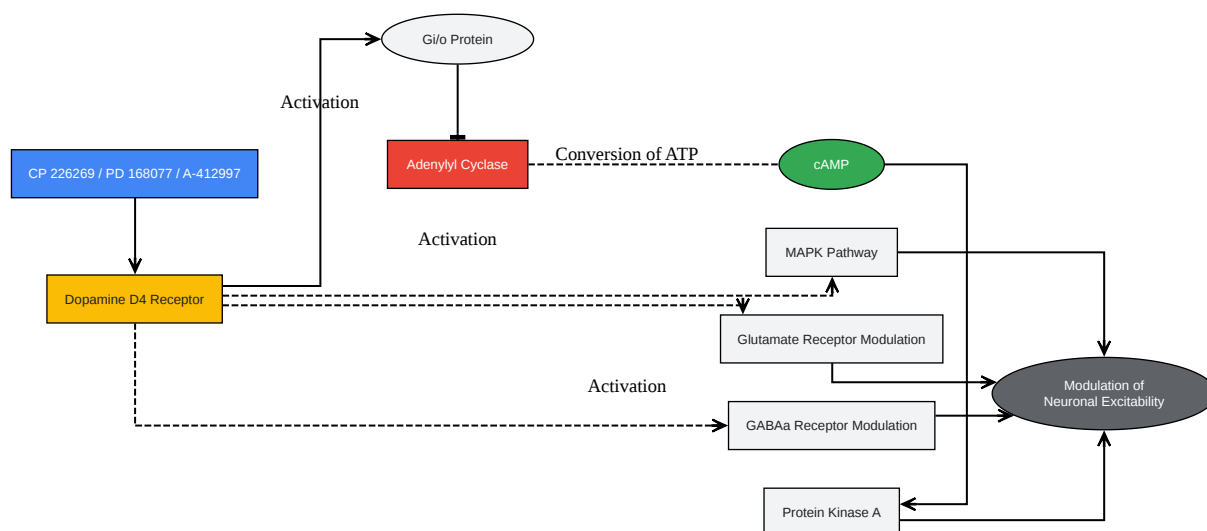 Gi/o Protein
Activation
Adenylyl Cyclase
Conversion of ATP
cAMP
CP 226269 / PD 168077 / A-412997
Activation
MAPK Pathway
Dopamine D4 Receptor
Glutamate Receptor Modulation
Activation
Modulation of
Neuronal Excitability
GABAa Receptor Modulation
Protein Kinase A